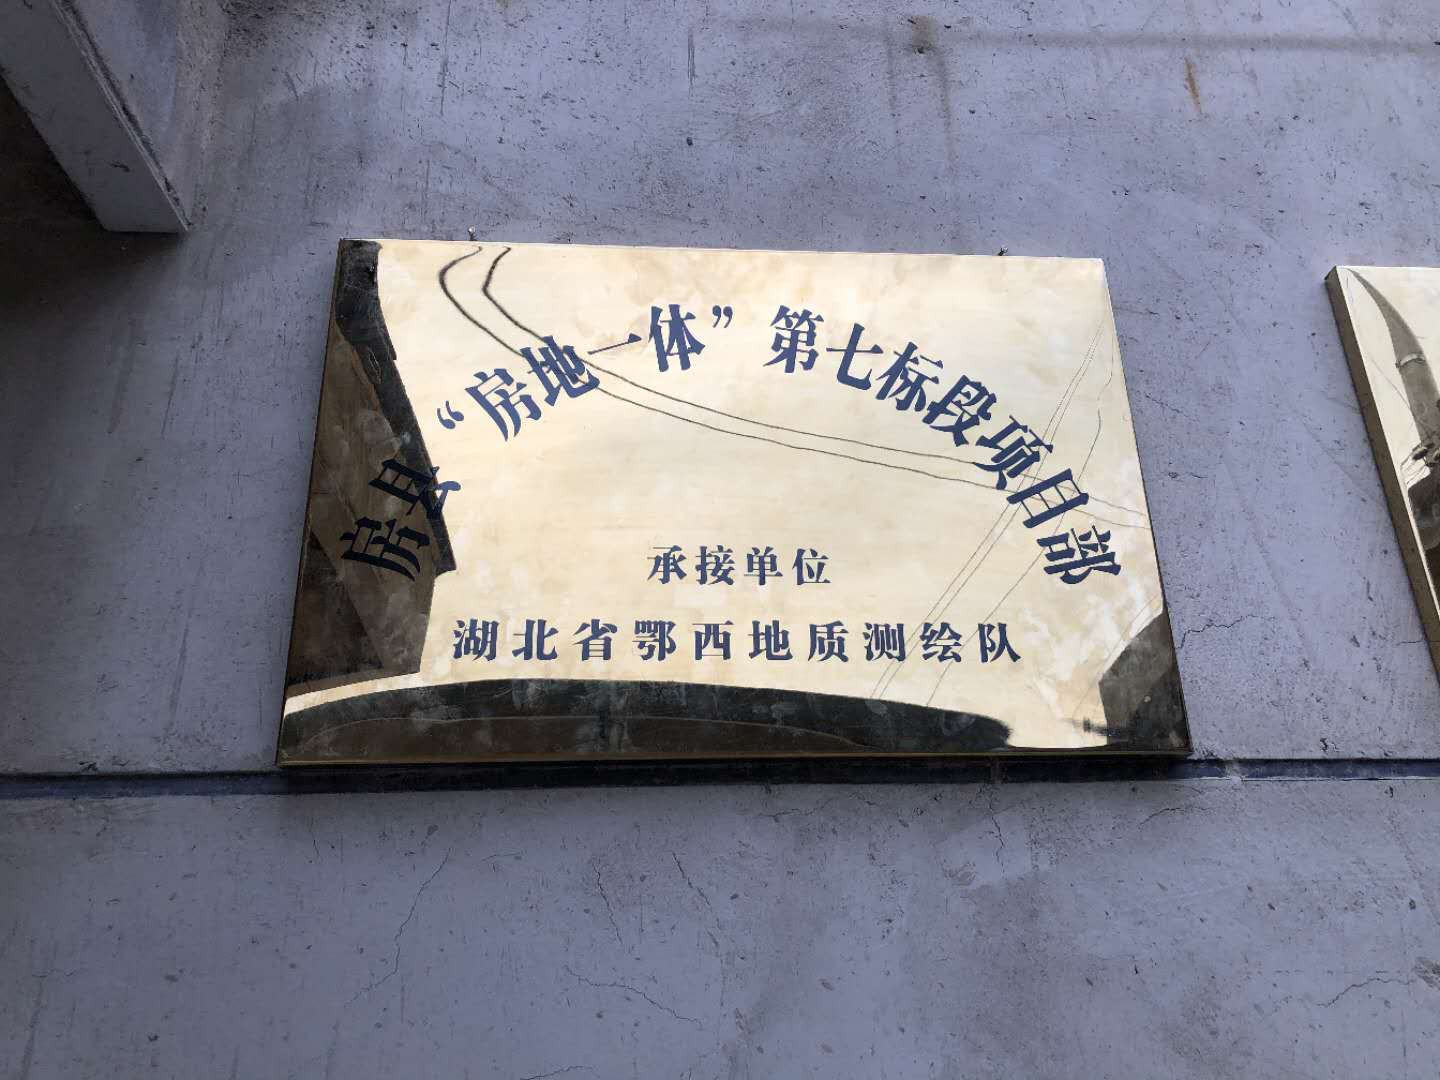 房县“房地一体”第七标段项目部
承接单位
湖北省鄂西地质测绘队